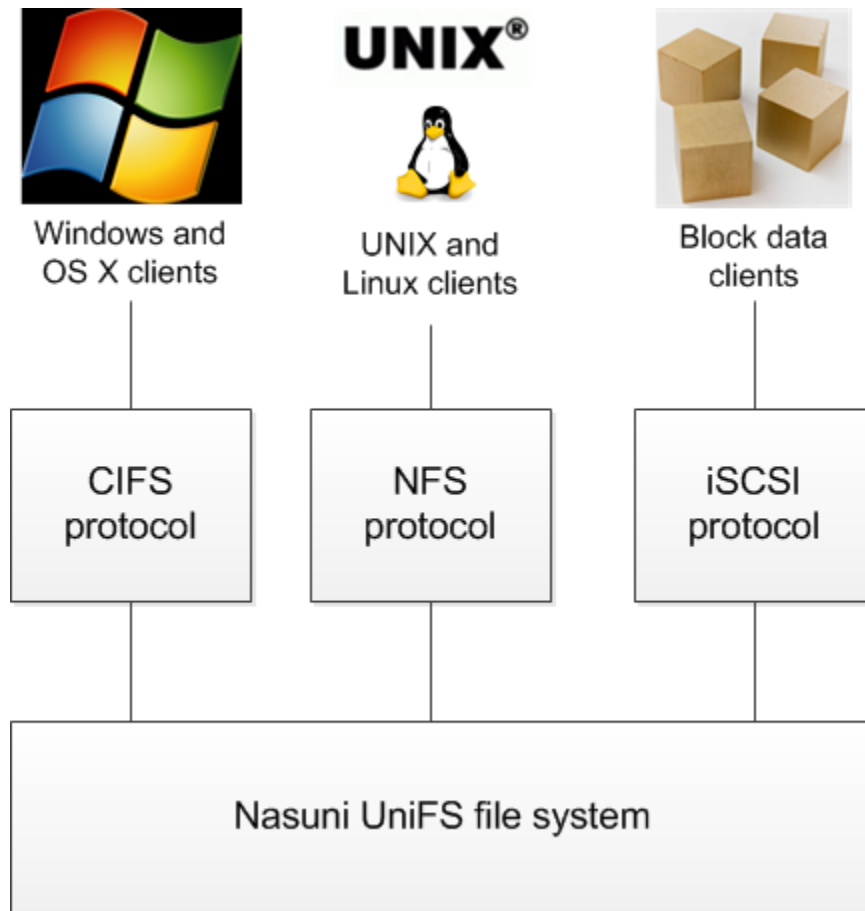 UNIX®
Windows and
OS X clients
UNIX and
Linux clients
Block data
clients
CIFS
protocol
NFS
protocol
iSCSI
protocol
Nasuni UniFS file system